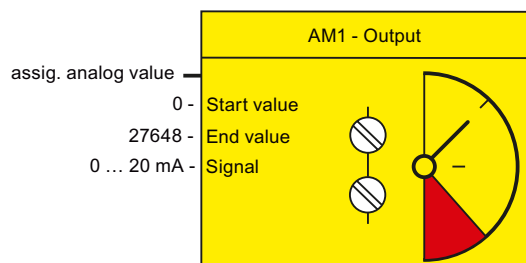 AM1 - Output
assig. analog value
0 - Start value
27648 - End value
0 … 20 mA - Signal